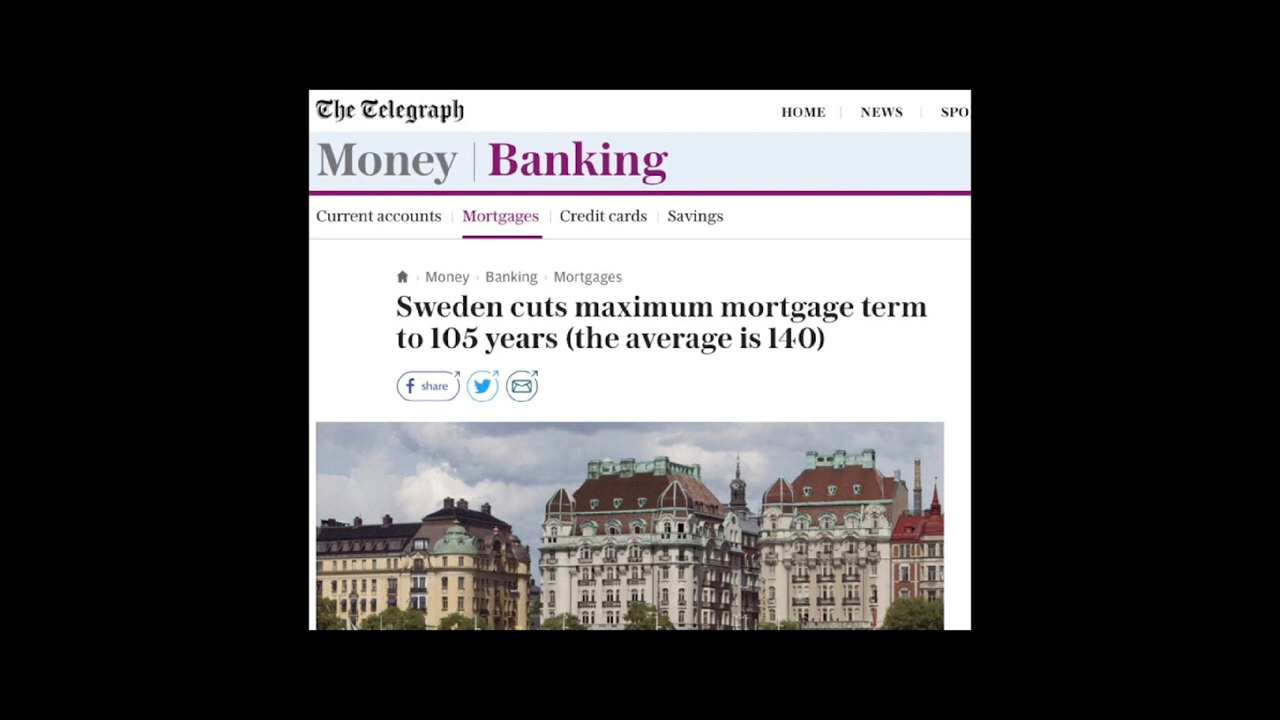 The Telegraph
HOME NEWS SPO
Money Banking
Current accounts Mortgages Credit cards Savings
Money Banking Mortgages
Sweden cuts maximum mortgage term
to 105 years (the average is 140)
share